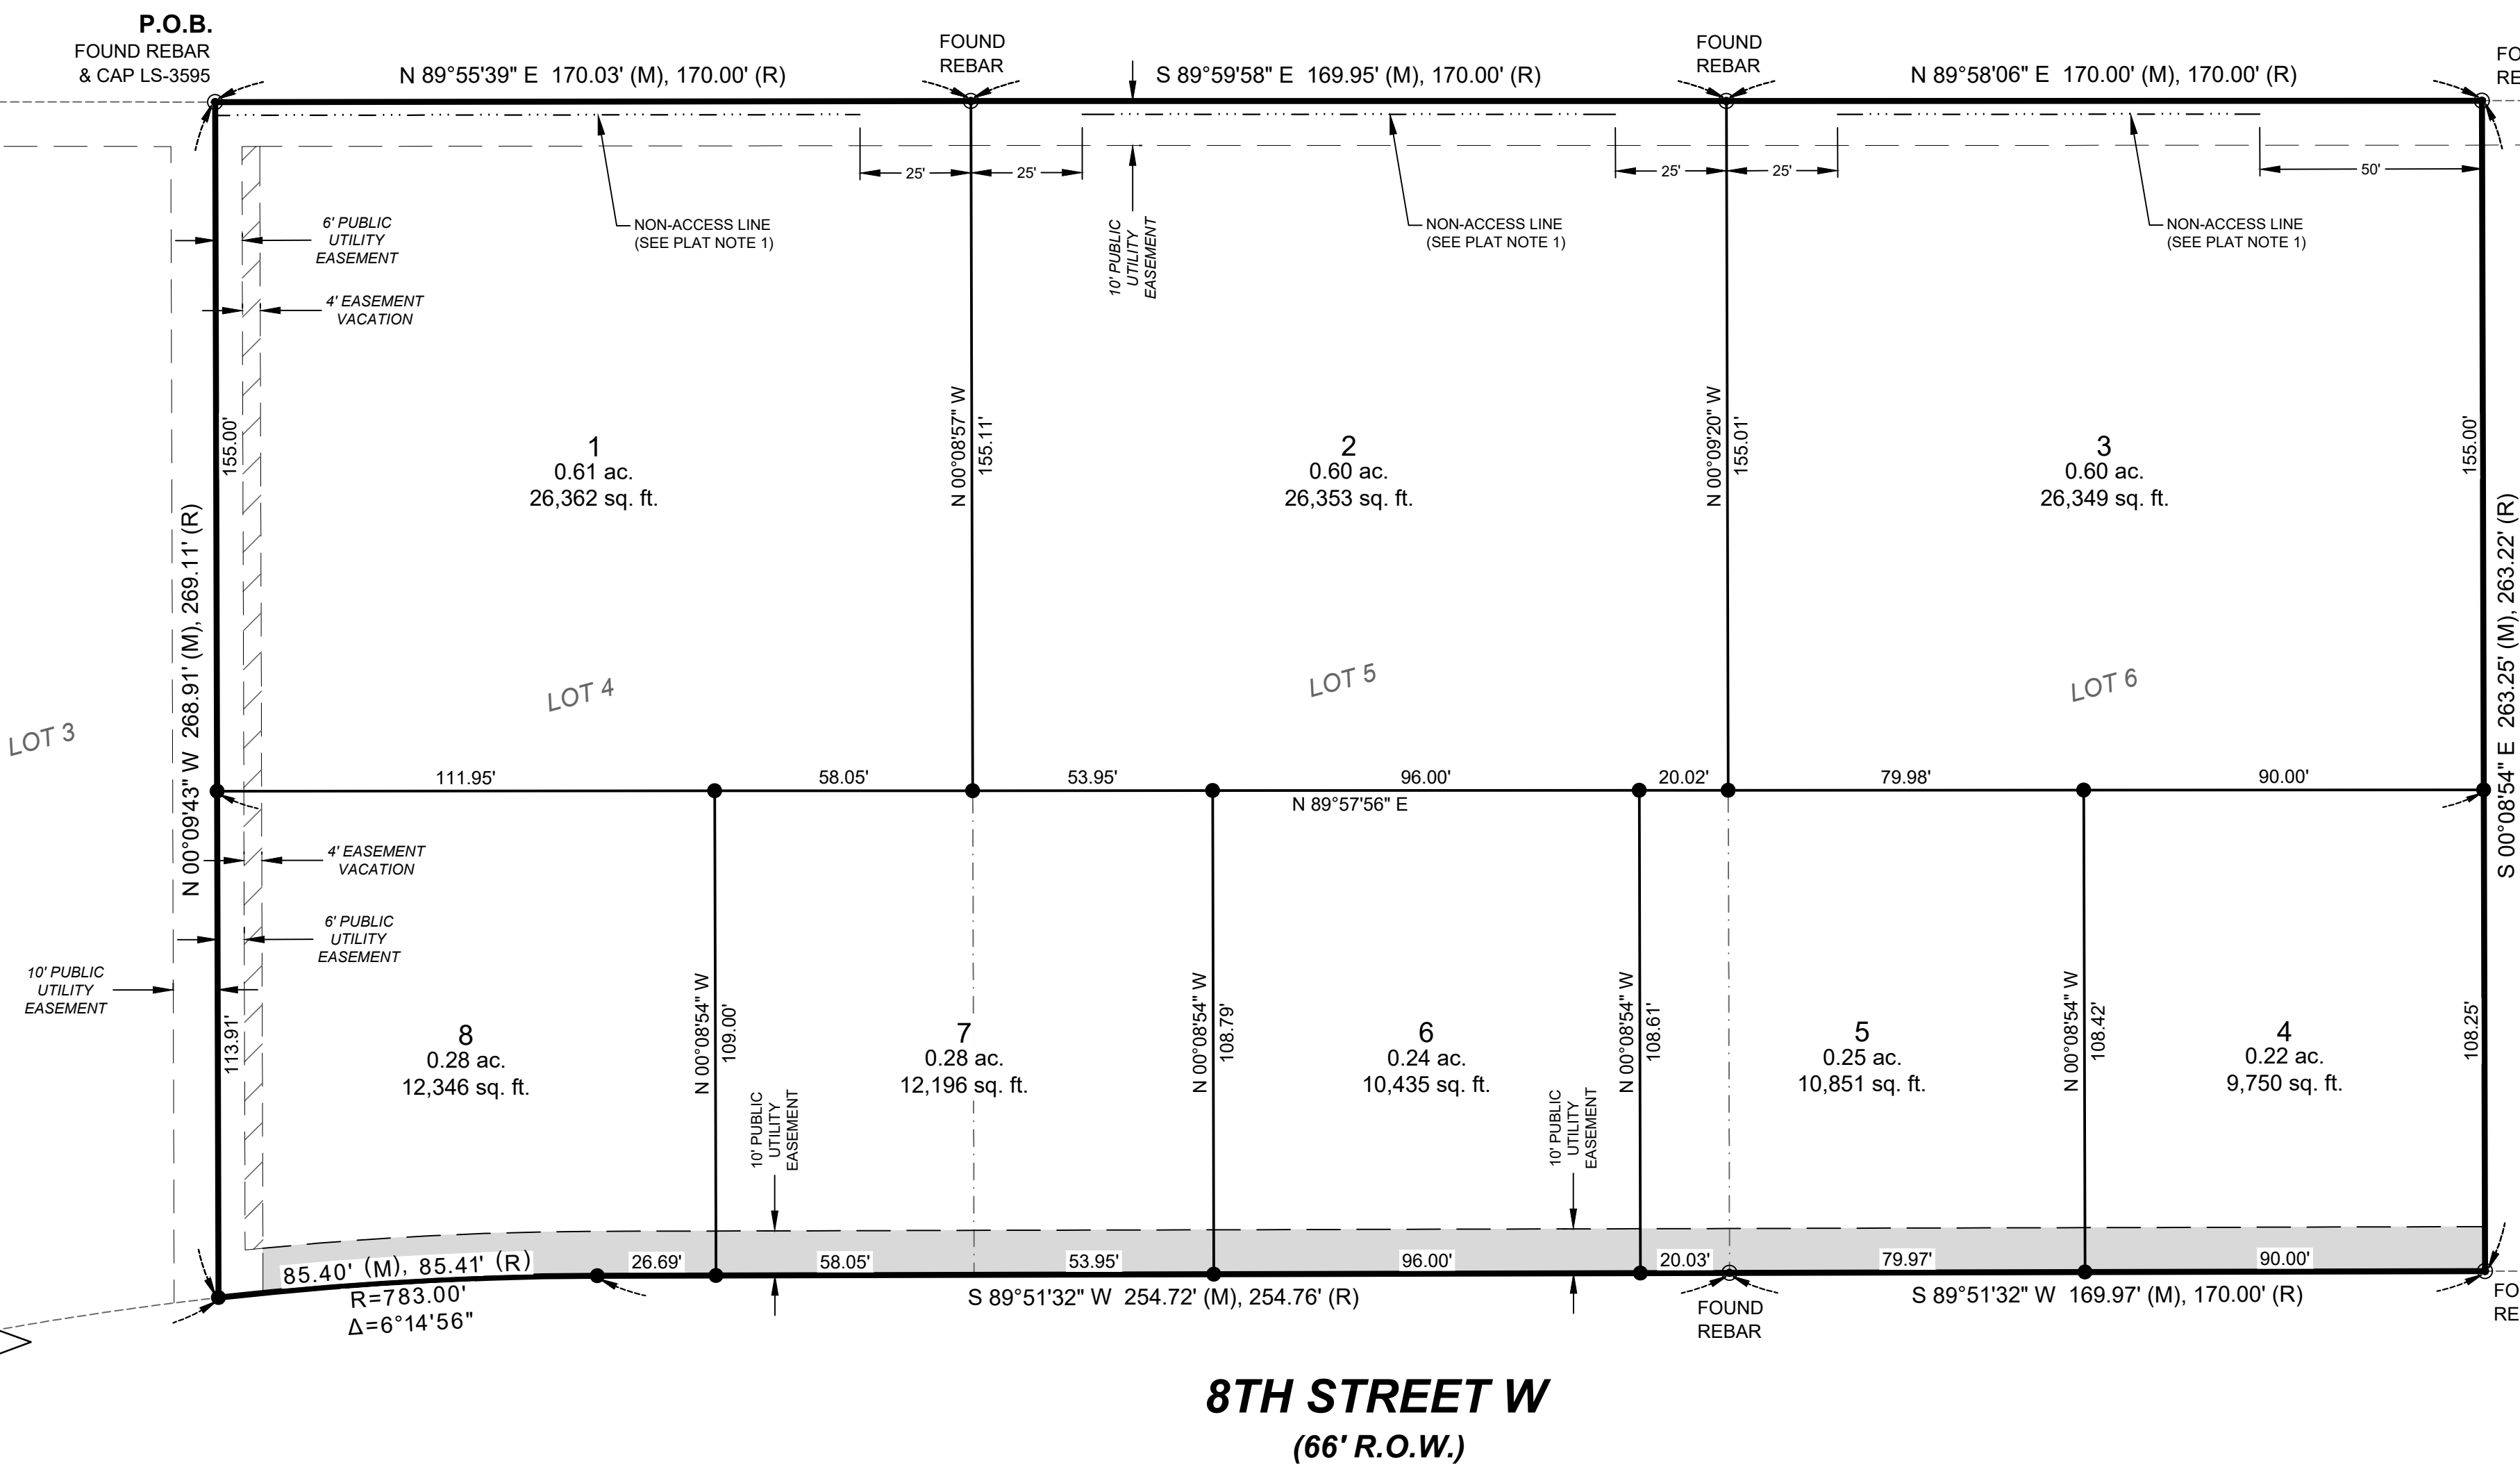 P.O.B.
FOUND REBAR
& CAP LS-3595
N 89°55'39" E 170.03' (M), 170.00' (R)
FOUND
REBAR
S 89°59'58" E 169.95' (M), 170.00' (R)
FOUND
REBAR
N 89°58'06" E 170.00' (M), 170.00' (R)
FO
RE
25'
25'
25'
25'
50'
NON-ACCESS LINE
(SEE PLAT NOTE 1)
NON-ACCESS LINE
(SEE PLAT NOTE 1)
NON-ACCESS LINE
(SEE PLAT NOTE 1)
6' PUBLIC
UTILITY
EASEMENT
4' EASEMENT
VACATION
10' PUBLIC
UTILITY
EASEMENT
155.00'
N 00°08'57" W
155.11'
N 00°09'20" W
155.01'
155.00'
1
0.61 ac.
26,362 sq. ft.
2
0.60 ac.
26,353 sq. ft.
3
0.60 ac.
26,349 sq. ft.
N 00°09'43" W 268.91' (M), 269.11' (R)
S 00°08'54" E 263.25' (M), 263.22' (R)
LOT 3
LOT 4
LOT 5
LOT 6
111.95'
58.05'
53.95'
96.00'
20.02'
79.98'
90.00'
N 89°57'56" E
4' EASEMENT
VACATION
6' PUBLIC
UTILITY
EASEMENT
10' PUBLIC
UTILITY
EASEMENT
113.91'
N 00°08'54" W
109.00'
N 00°08'54" W
108.79'
N 00°08'54" W
108.61'
N 00°08'54" W
108.42'
108.25'
8
0.28 ac.
12,346 sq. ft.
7
0.28 ac.
12,196 sq. ft.
6
0.24 ac.
10,435 sq. ft.
5
0.25 ac.
10,851 sq. ft.
4
0.22 ac.
9,750 sq. ft.
10' PUBLIC
UTILITY
EASEMENT
10' PUBLIC
UTILITY
EASEMENT
85.40' (M), 85.41' (R)
R=783.00'
Δ=6°14'56"
26.69'
58.05'
53.95'
96.00'
20.03'
79.97'
90.00'
S 89°51'32" W 254.72' (M), 254.76' (R)
FOUND
REBAR
S 89°51'32" W 169.97' (M), 170.00' (R)
FO
RE
8TH STREET W
(66' R.O.W.)